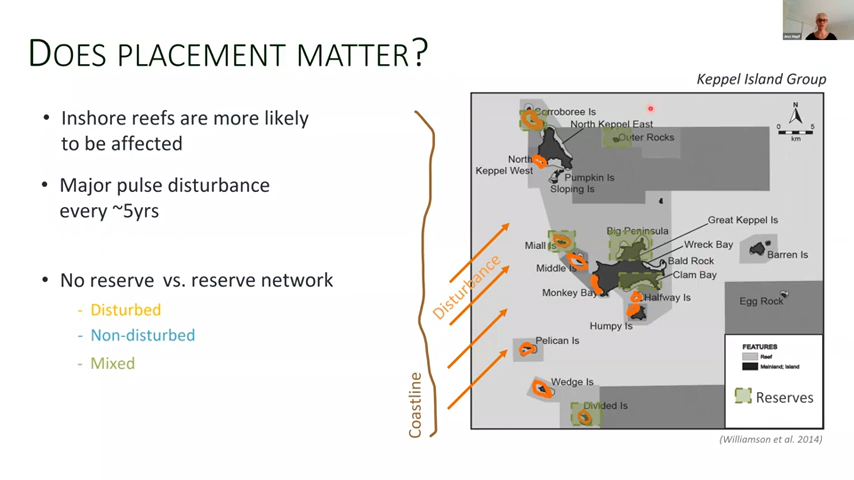 DOES PLACEMENT MATTER?
Keppel Island Group
• Inshore reefs are more likely
to be affected
• Major pulse disturbance
every ~5yrs
• No reserve vs. reserve network
- Disturbed
- Non-disturbed
- Mixed
Coastline
Disturbance
Corroboree Is
North Keppel East
Outer Rocks
North
Keppel West
Pumpkin Is
Sloping Is
Big Peninsula
Great Keppel Is
Miall Is
Wreck Bay
Bald Rock
Barren Is
Middle Is
Clam Bay
Monkey Bay
Halfway Is
Egg Rock
Humpy Is
Pelican Is
Wedge Is
Divided Is
N
0 5
km
FEATURES
Reef
Mainland; Island
Reserves
(Williamson et al. 2014)